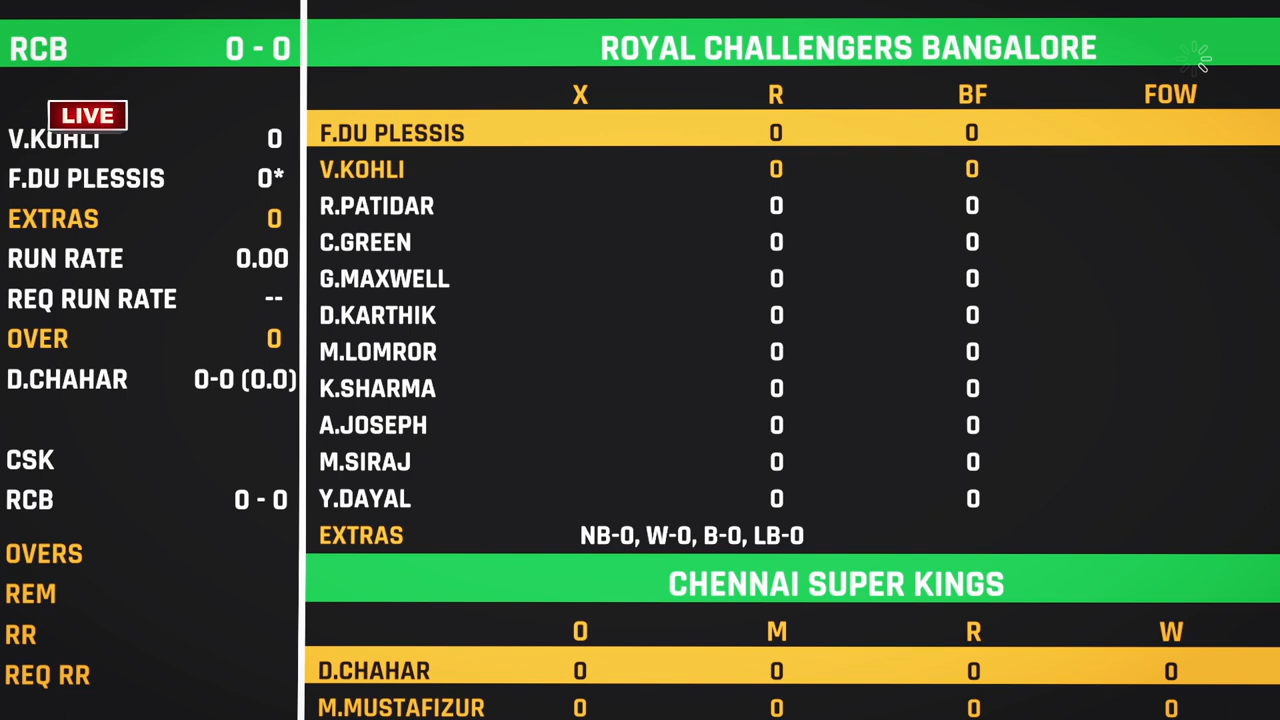 RCB 0 - 0
LIVE
V.KOHLI 0
F.DU PLESSIS 0*
EXTRAS 0
RUN RATE 0.00
REQ RUN RATE --
OVER 0
D.CHAHAR 0-0 (0.0)
CSK
RCB 0 - 0
OVERS
REM
RR
REQ RR
ROYAL CHALLENGERS BANGALORE
X R BF FOW
F.DU PLESSIS 0 0
V.KOHLI 0 0
R.PATIDAR 0 0
C.GREEN 0 0
G.MAXWELL 0 0
D.KARTHIK 0 0
M.LOMROR 0 0
K.SHARMA 0 0
A.JOSEPH 0 0
M.SIRAJ 0 0
Y.DAYAL 0 0
EXTRAS NB-0, W-0, B-0, LB-0
CHENNAI SUPER KINGS
O M R W
D.CHAHAR 0 0 0 0
M.MUSTAFIZUR 0 0 0 0